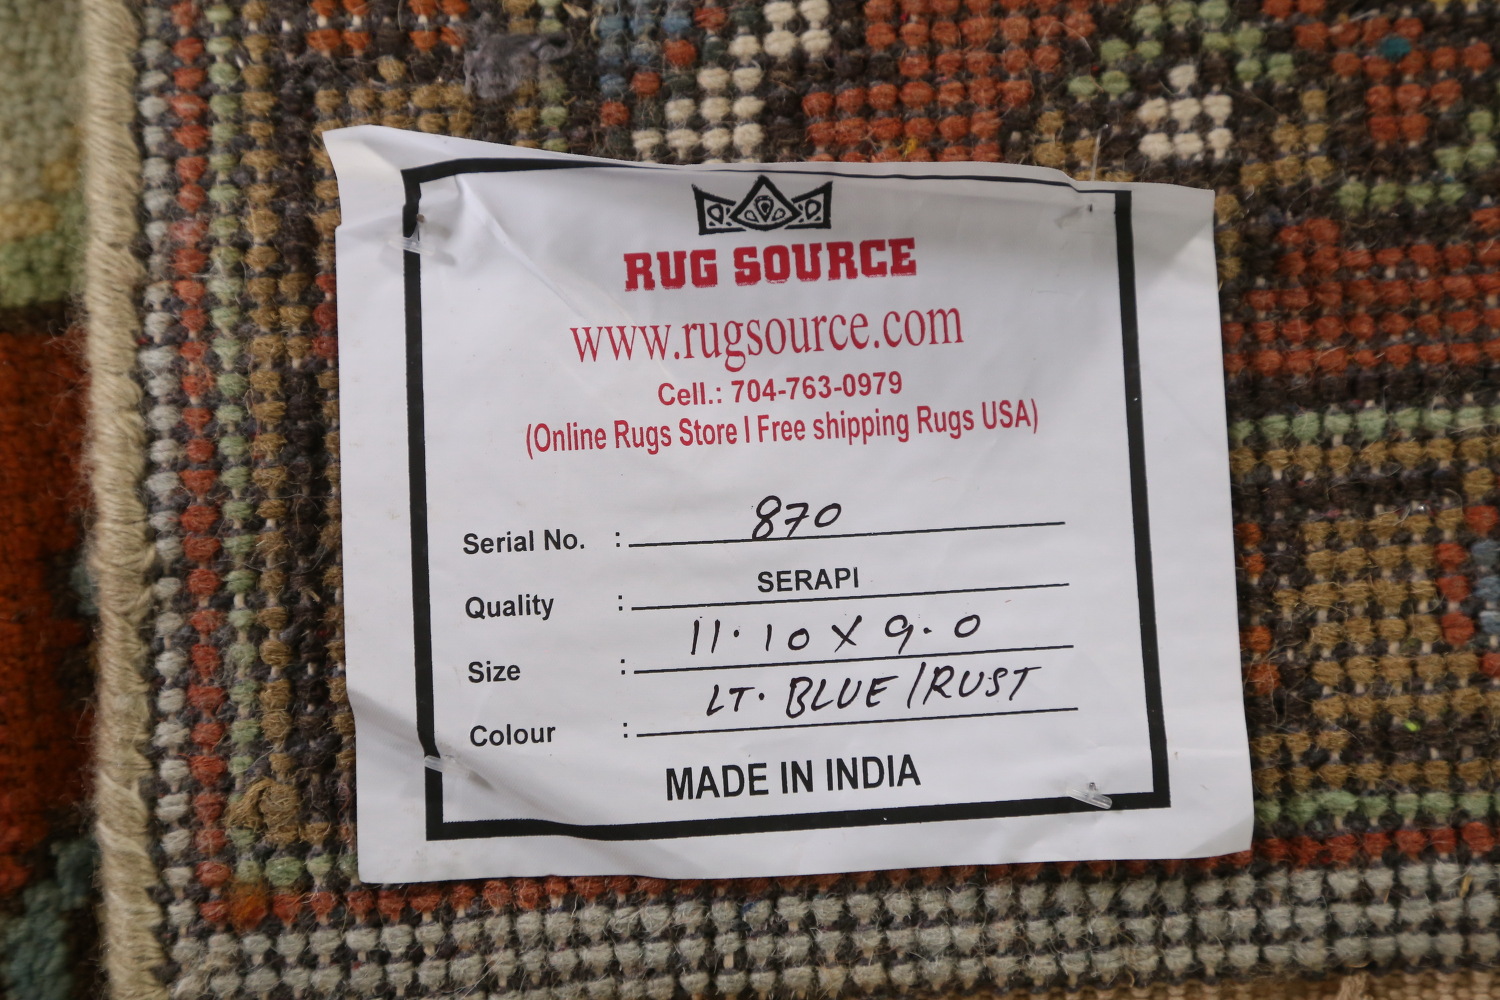 RUG SOURCE
www.rugsource.com
Cell.: 704-763-0979
(Online Rugs Store I Free shipping Rugs USA)
Serial No. : 870
Quality : SERAPI
Size : 11.10 X 9.0
Colour : LT. BLUE/RUST
MADE IN INDIA